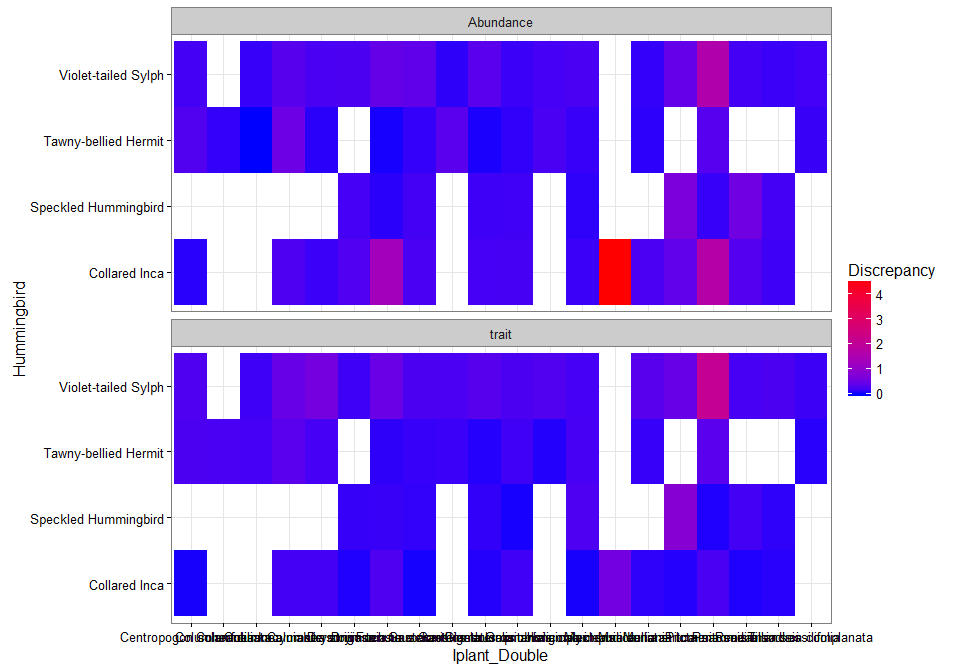 Abundance
Violet-tailed Sylph
Tawny-bellied Hermit
Speckled Hummingbird
Collared Inca
trait
Violet-tailed Sylph
Tawny-bellied Hermit
Speckled Hummingbird
Collared Inca
Hummingbird
Iplant_Double
Discrepancy
4
3
2
1
0